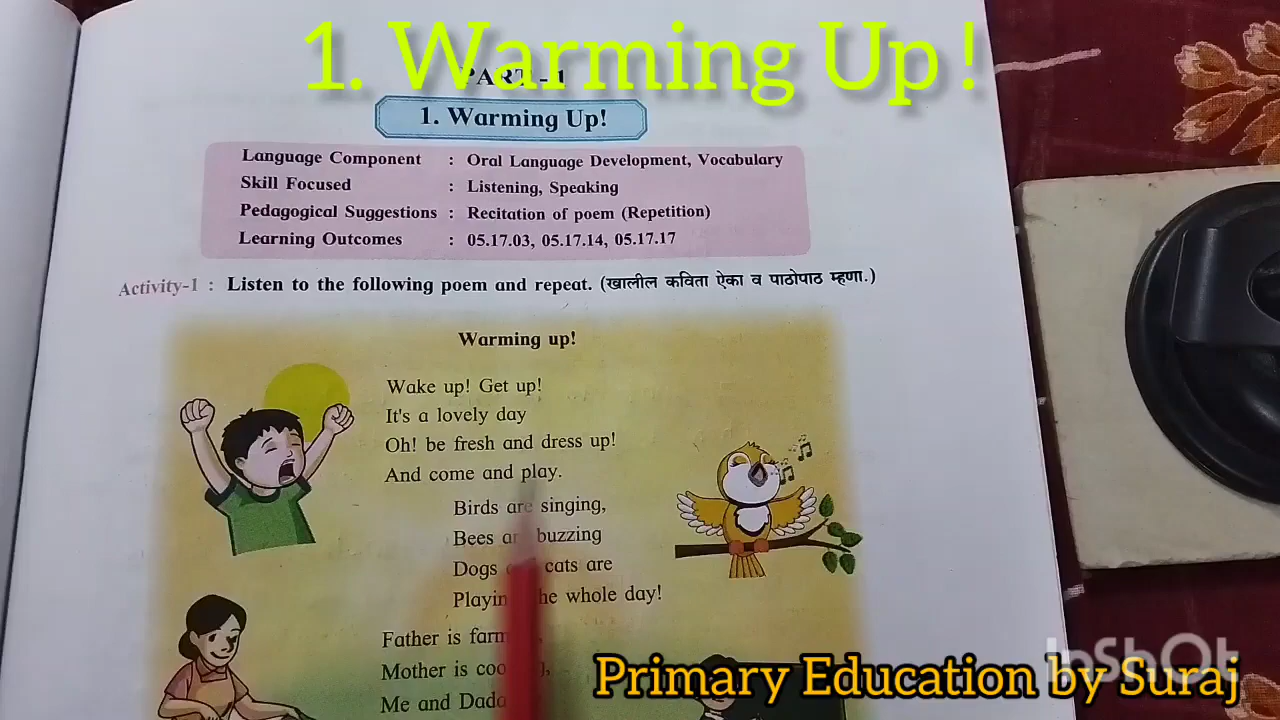 1. Warming Up!
PART - 1
1. Warming Up!
Language Component : Oral Language Development, Vocabulary
Skill Focused : Listening, Speaking
Pedagogical Suggestions : Recitation of poem (Repetition)
Learning Outcomes : 05.17.03, 05.17.14, 05.17.17
Activity-1 : Listen to the following poem and repeat. (खालील कविता ऐका व पाठोपाठ म्हणा.)
Warming up!
Wake up! Get up!
It's a lovely day
Oh! be fresh and dress up!
And come and play.
Birds are singing,
Bees buzzing
Dogs cats are
whole day!
Father is
Mother is
Me and
InShOt
Primary Education by Suraj